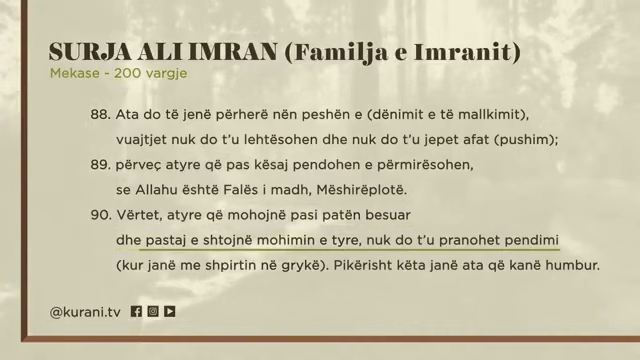 SURJA ALI IMRAN (Familja e Imranit)
Mekase - 200 vargje
88. Ata do të jenë përherë nën peshën e (dënimit e të mallkimit),
vuajtjet nuk do t'u lehtësohen dhe nuk do t'u jepet afat (pushim);
89. përveç atyre që pas kësaj pendohen e përmirësohen,
se Allahu është Falës i madh, Mëshirëplotë.
90. Vërtet, atyre që mohojnë pasi patën besuar
dhe pastaj e shtojnë mohimin e tyre, nuk do t'u pranohet pendimi
(kur janë me shpirtin në grykë). Pikërisht këta janë ata që kanë humbur.
@kurani.tv